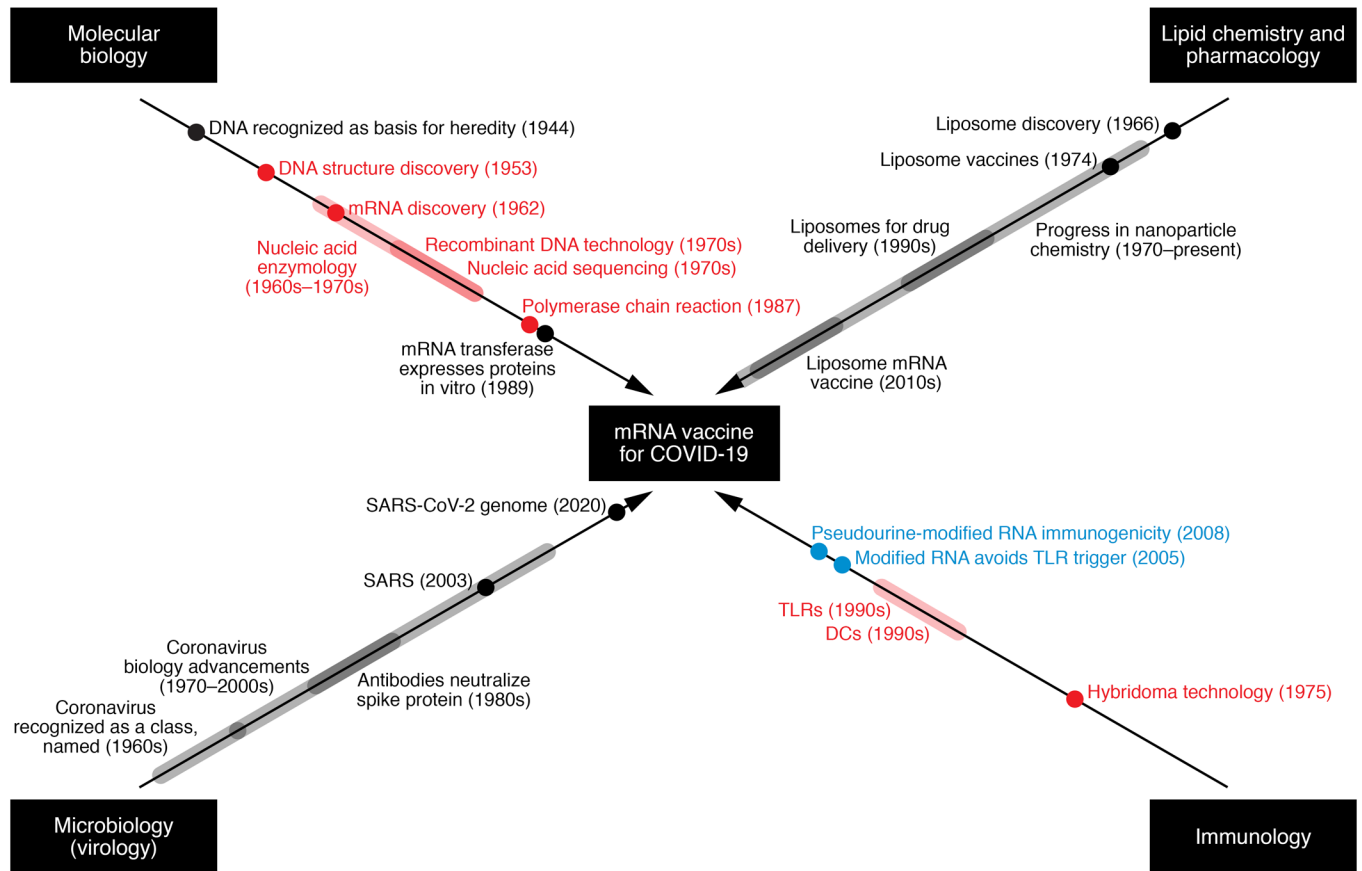 Molecular
biology
Lipid chemistry and
pharmacology
DNA recognized as basis for heredity (1944)
DNA structure discovery (1953)
mRNA discovery (1962)
Nucleic acid
enzymology
(1960s–1970s)
Recombinant DNA technology (1970s)
Nucleic acid sequencing (1970s)
Polymerase chain reaction (1987)
mRNA transferase
expresses proteins
in vitro (1989)
Liposome discovery (1966)
Liposome vaccines (1974)
Liposomes for drug
delivery (1990s)
Progress in nanoparticle
chemistry (1970–present)
Liposome mRNA
vaccine (2010s)
mRNA vaccine
for COVID-19
SARS-CoV-2 genome (2020)
SARS (2003)
Coronavirus
biology advancements
(1970–2000s)
Antibodies neutralize
spike protein (1980s)
Coronavirus
recognized as a class,
named (1960s)
Pseudourine-modified RNA immunogenicity (2008)
Modified RNA avoids TLR trigger (2005)
TLRs (1990s)
DCs (1990s)
Hybridoma technology (1975)
Microbiology
(virology)
Immunology